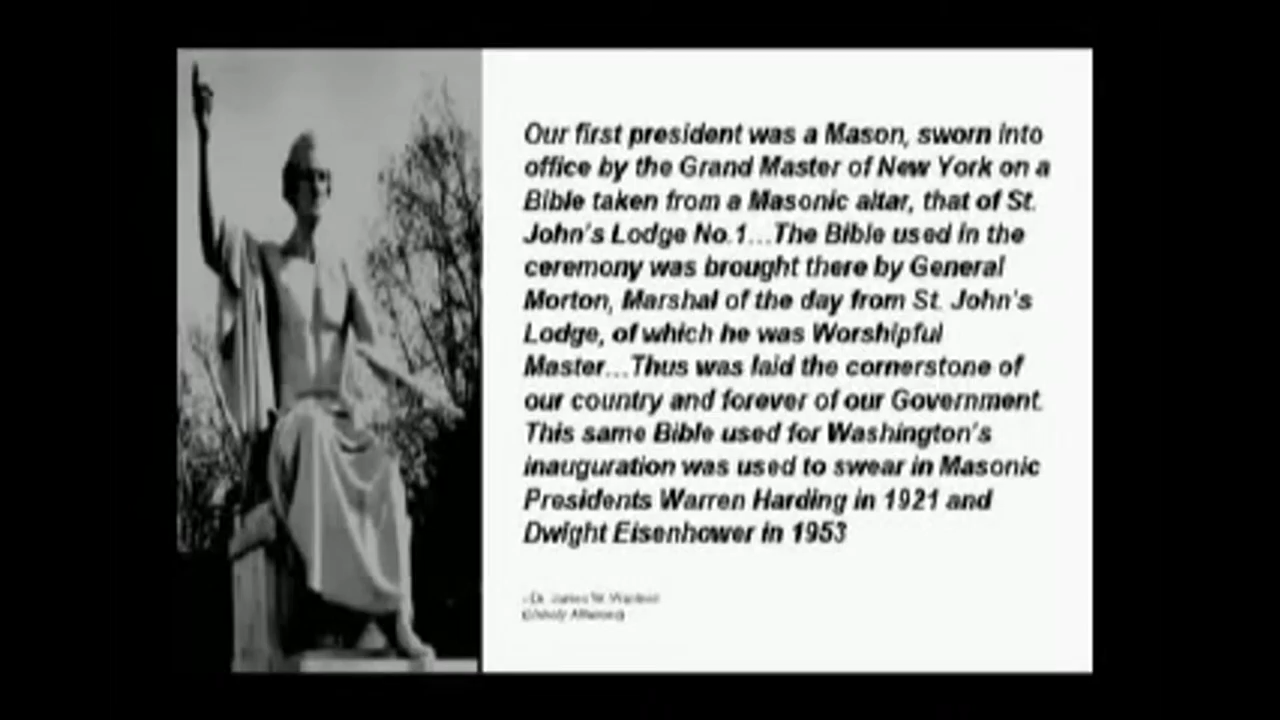 Our first president was a Mason, sworn into
office by the Grand Master of New York on a
Bible taken from a Masonic altar, that of St.
John's Lodge No.1...The Bible used in the
ceremony was brought there by General
Morton, Marshal of the day from St. John's
Lodge, of which he was Worshipful
Master...Thus was laid the cornerstone of
our country and forever of our Government.
This same Bible used for Washington's
inauguration was used to swear in Masonic
Presidents Warren Harding in 1921 and
Dwight Eisenhower in 1953
- Dr. James W.